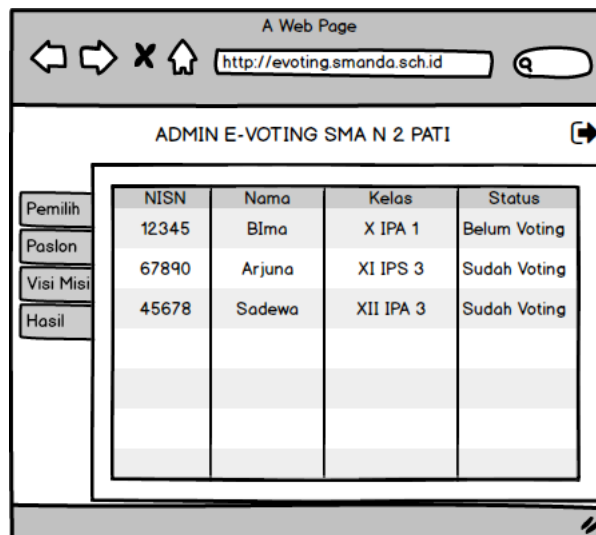 A Web Page
http://evoting.smanda.sch.id
ADMIN E-VOTING SMA N 2 PATI
Pemilih
Paslon
Visi Misi
Hasil
NISN Nama Kelas Status
12345 BIma X IPA 1 Belum Voting
67890 Arjuna XI IPS 3 Sudah Voting
45678 Sadewa XII IPA 3 Sudah Voting